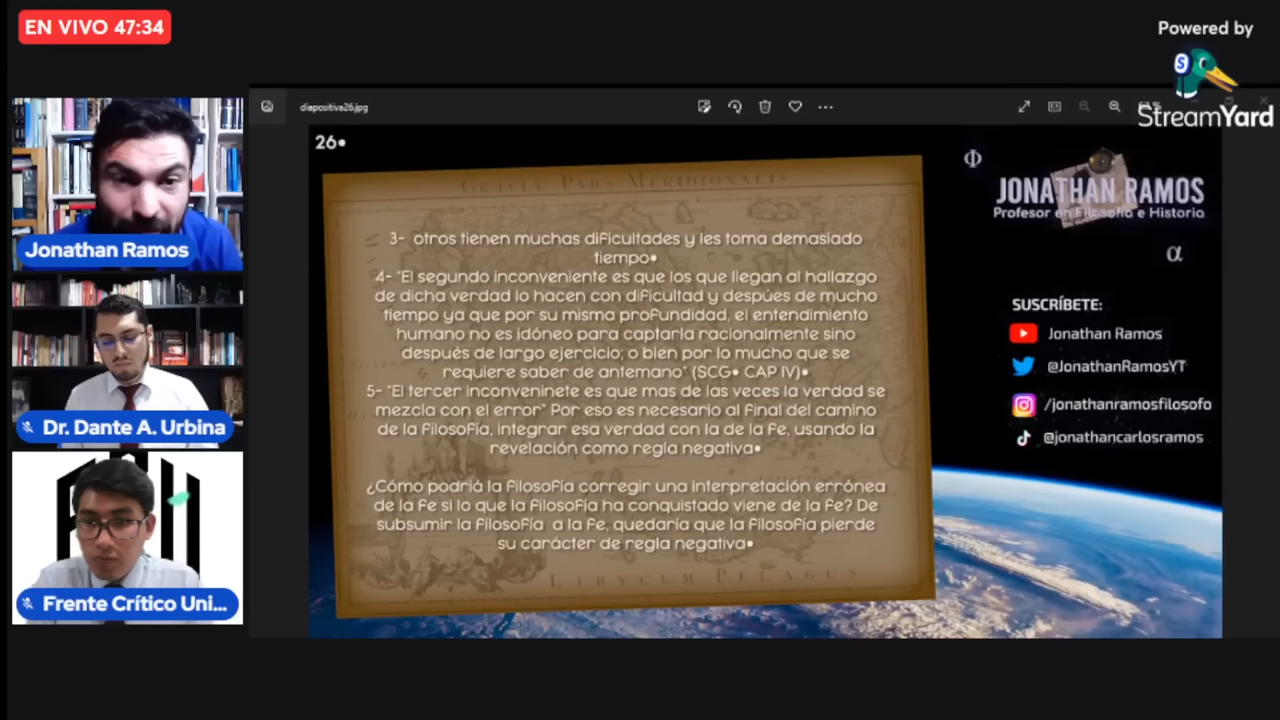 EN VIVO 47:34
Powered by
StreamYard
diapositiva26.jpg
26•
GRÆCIA PARS MERIDIONALIS
3- otros tienen muchas dificultades y les toma demasiado
tiempo•
4- "El segundo inconveniente es que los que llegan al hallazgo
de dicha verdad lo hacen con dificultad y despúes de mucho
tiempo ya que por su misma profundidad, el entendimiento
humano no es idóneo para captarla racionalmente sino
después de largo ejercicio; o bien por lo mucho que se
requiere saber de antemano" (SCG• CAP IV)•
5- "El tercer inconveninete es que mas de las veces la verdad se
mezcla con el error" Por eso es necesario al final del camino
de la filosofía, integrar esa verdad con la de la fe, usando la
revelación como regla negativa•
¿Cómo podriá la filosofía corregir una interpretación errónea
de la fe si lo que la filosofía ha conquistado viene de la fe? De
subsumir la filosofía a la fe, quedaría que la filosofía pierde
su carácter de regla negativa•
LIBYCUM PELAGUS
Φ
JONATHAN RAMOS
Profesor en Filosofía e Historia
α
SUSCRÍBETE:
Jonathan Ramos
@JonathanRamosYT
/jonathanramosfilosofo
@jonathancarlosramos
Jonathan Ramos
Dr. Dante A. Urbina
Frente Crítico Uni...